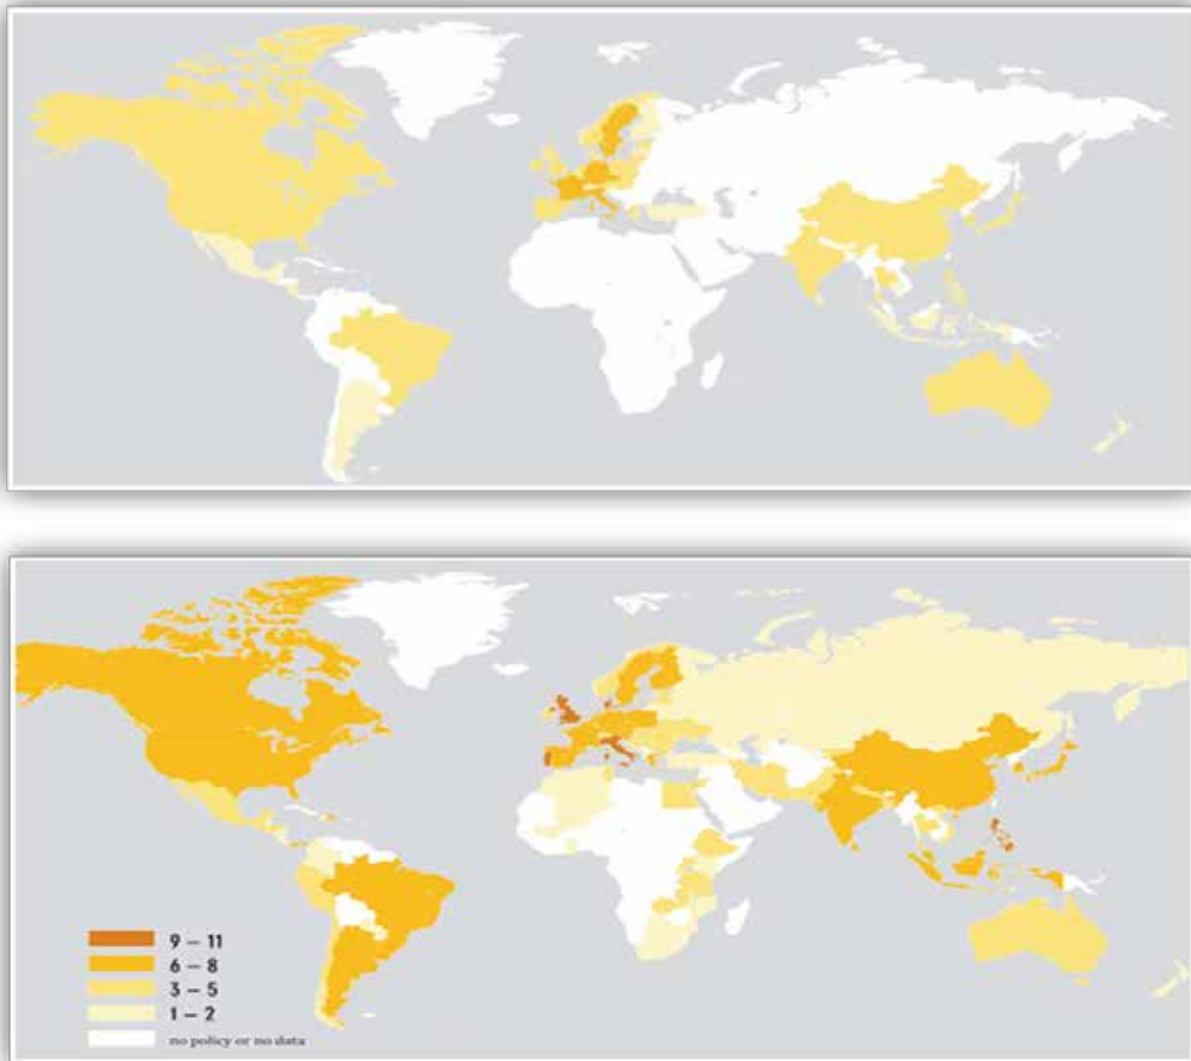 9 – 11
6 – 8
3 – 5
1 – 2
no policy or no data